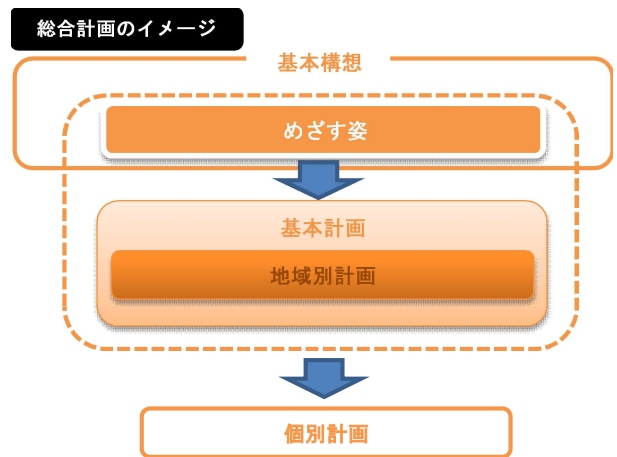 総合計画のイメージ
基本構想
めざす姿
基本計画
地域別計画
個別計画